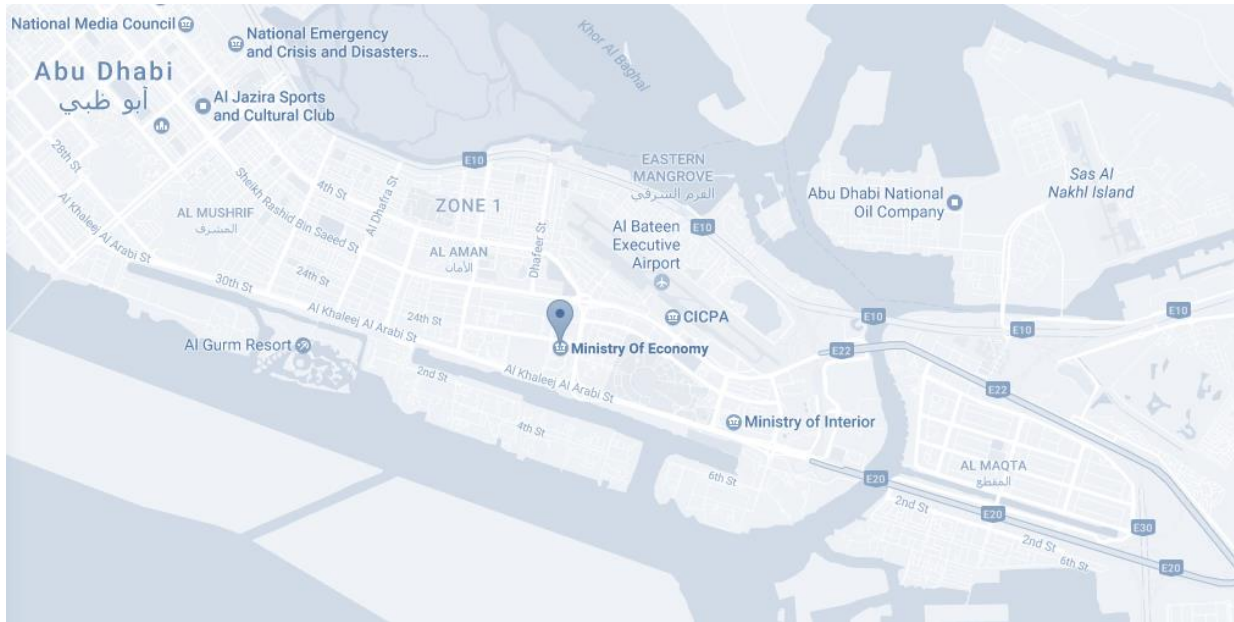 National Media Council
National Emergency
and Crisis and Disasters...
Abu Dhabi
أبو ظبي
Al Jazira Sports
and Cultural Club
28th St
Al Khaleej Al Arabi St
AL MUSHRIF
المشرف
Sheikh Rashid Bin Saeed St
4th St
Al Dhafra St
E10
ZONE 1
AL AMAN
الأمان
Dhafeer St
Khor Al Baghal
EASTERN
MANGROVE
القرم الشرقي
E10
Al Bateen
Executive
Airport
Abu Dhabi National
Oil Company
Sas Al
Nakhl Island
30th St
24th St
Al Khaleej Al Arabi St
24th St
Al Gurm Resort
CICPA
Ministry Of Economy
E10
E10
E10
E22
E22
2nd St
Al Khaleej Al Arabi St
4th St
Ministry of Interior
6th St
AL MAQTA
المقطع
E20
2nd St
E20
E30
2nd St
6th St
E20